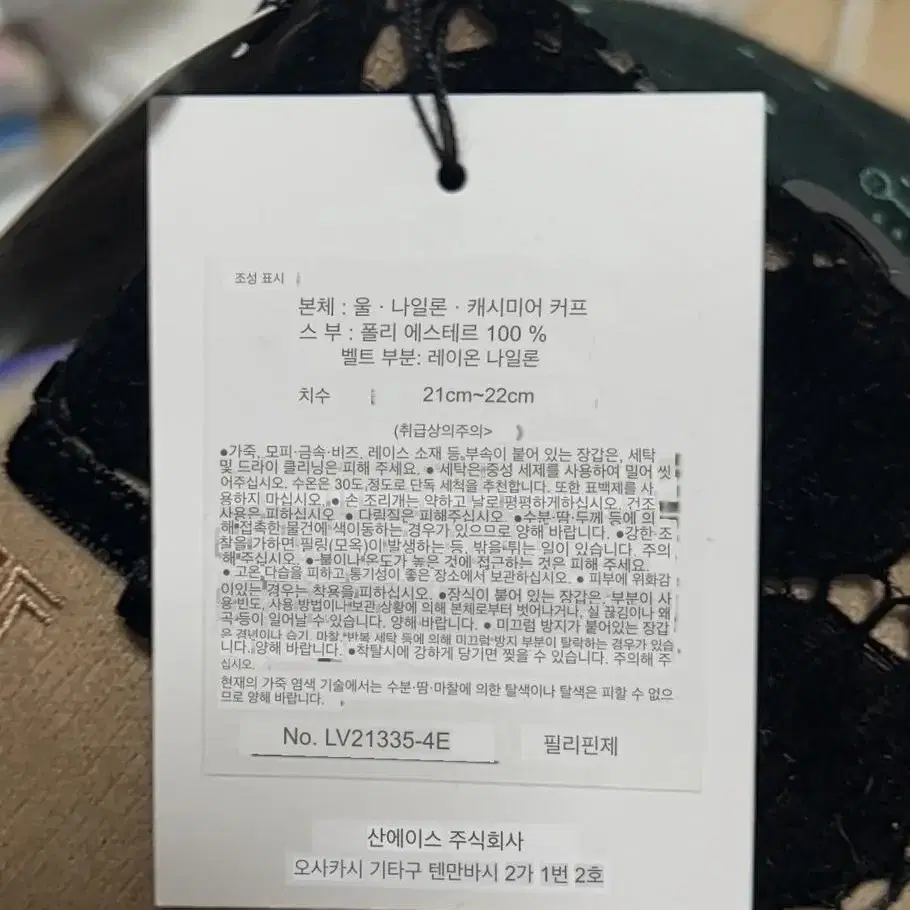 조성 표시
본체 : 울 · 나일론 · 캐시미어 커프
스 부 : 폴리 에스테르 100 %
벨트 부분: 레이온 나일론
치수 21cm~22cm
(취급상의주의>
●가죽, 모피·금속·비즈, 레이스 소재 등,부속이 붙어 있는 장갑은, 세탁
및 드라이 클리닝은 피해 주세요. ● 세탁은 중성 세제를 사용하여 밀어 씻
어주십시오. 수온은 30도,정도로 단독 세척을 추천합니다. 또한 표백제를 사
용하지 마십시오. ● 손 조리개는 약하고 날로 평평하게하십시오. 건조
사용은 피하십시오. ● 다림질은 피해주십시오. ●수분·땀·두께 등에 의
해 접촉한 물건에 색이동하는 경우가 있으므로 양해 바랍니다. ●강한 조
찰을 가하면 필링(모옥)이 발생하는 등, 밖을 튀는 일이 있습니다. 주의
해 주십시오. ●불이나 온도가 높은 것에 접근하는 것은 피해 주세요.
● 고온 다습을 피하고 통기성이 좋은 장소에서 보관하십시오. ● 피부에 위화감
이있는 경우는 착용을 피하십시오. ●장식이 붙어 있는 장갑은, 부분이 사
용 빈도, 사용 방법이나 보관 상황에 의해 본체로부터 벗어나거나, 실 끊김이나 왜
곡 등이 일어날 수 있습니다. 양해 바랍니다. ● 미끄럼 방지가 붙어있는 장갑
은 경년이나 습기, 마찰, 반복 세탁 등에 의해 미끄럼 방지 부분이 탈락하는 경우가 있습
니다. 양해 바랍니다. ●착탈시에 강하게 당기면 찢을 수 있습니다. 주의해 주
십시오.
현재의 가죽 염색 기술에서는 수분·땀·마찰에 의한 탈색이나 탈색은 피할 수 없으
므로 양해 바랍니다.
No. LV21335-4E 필리핀제
산에이스 주식회사
오사카시 기타구 텐만바시 2가 1번 2호